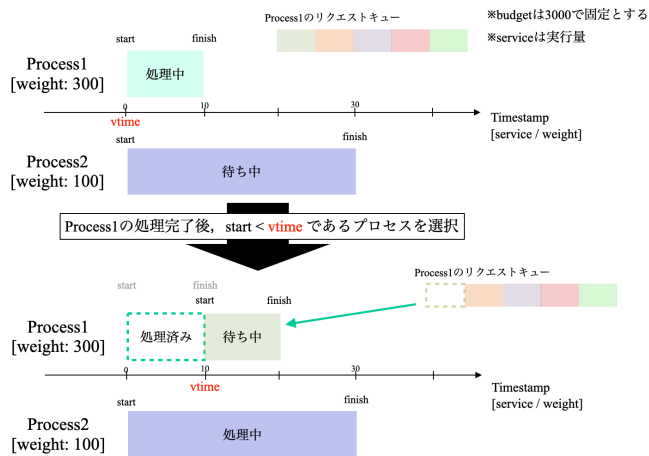 Process1のリクエストキュー
※budgetは3000で固定とする
※serviceは実行量
start
finish
Process1
[weight: 300]
処理中
0
10
30
vtime
Timestamp
[service / weight]
start
finish
Process2
[weight: 100]
待ち中
Process1の処理完了後，start < vtime であるプロセスを選択
Process1のリクエストキュー
start
finish
start
finish
Process1
[weight: 300]
処理済み
待ち中
0
10
30
vtime
Timestamp
[service / weight]
start
finish
Process2
[weight: 100]
処理中